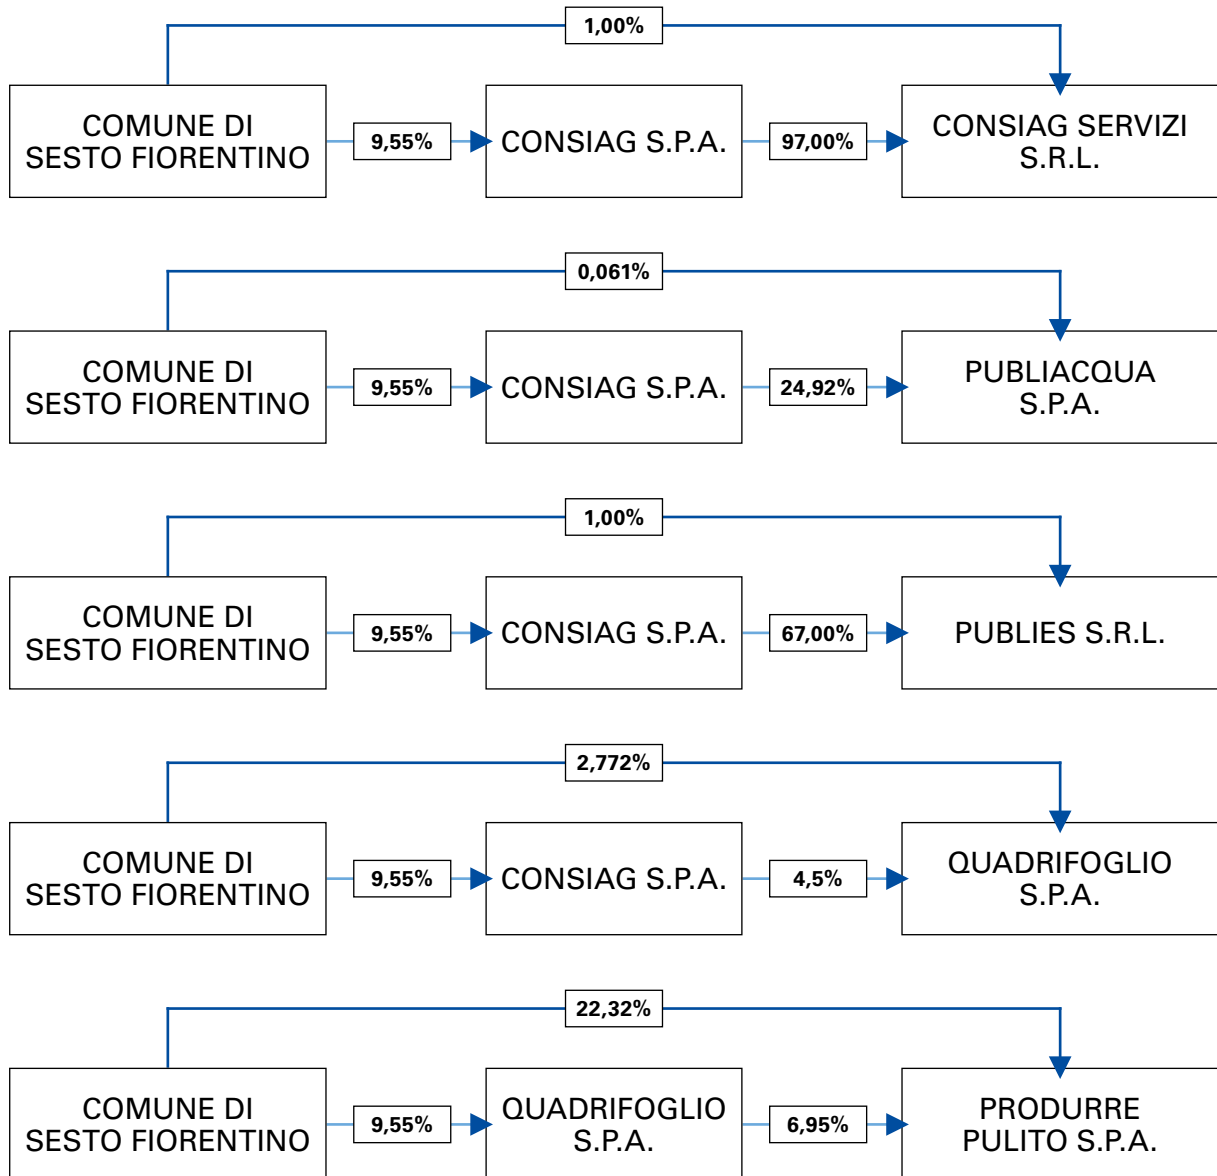 1,00%
COMUNE DI
SESTO FIORENTINO
9,55%
CONSIAG S.P.A.
97,00%
CONSIAG SERVIZI
S.R.L.
0,061%
COMUNE DI
SESTO FIORENTINO
9,55%
CONSIAG S.P.A.
24,92%
PUBLIACQUA
S.P.A.
1,00%
COMUNE DI
SESTO FIORENTINO
9,55%
CONSIAG S.P.A.
67,00%
PUBLIES S.R.L.
2,772%
COMUNE DI
SESTO FIORENTINO
9,55%
CONSIAG S.P.A.
4,5%
QUADRIFOGLIO
S.P.A.
22,32%
COMUNE DI
SESTO FIORENTINO
9,55%
QUADRIFOGLIO
S.P.A.
6,95%
PRODURRE
PULITO S.P.A.